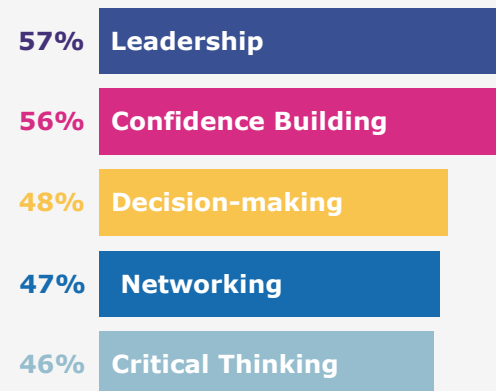 57% Leadership
56% Confidence Building
48% Decision-making
47% Networking
46% Critical Thinking